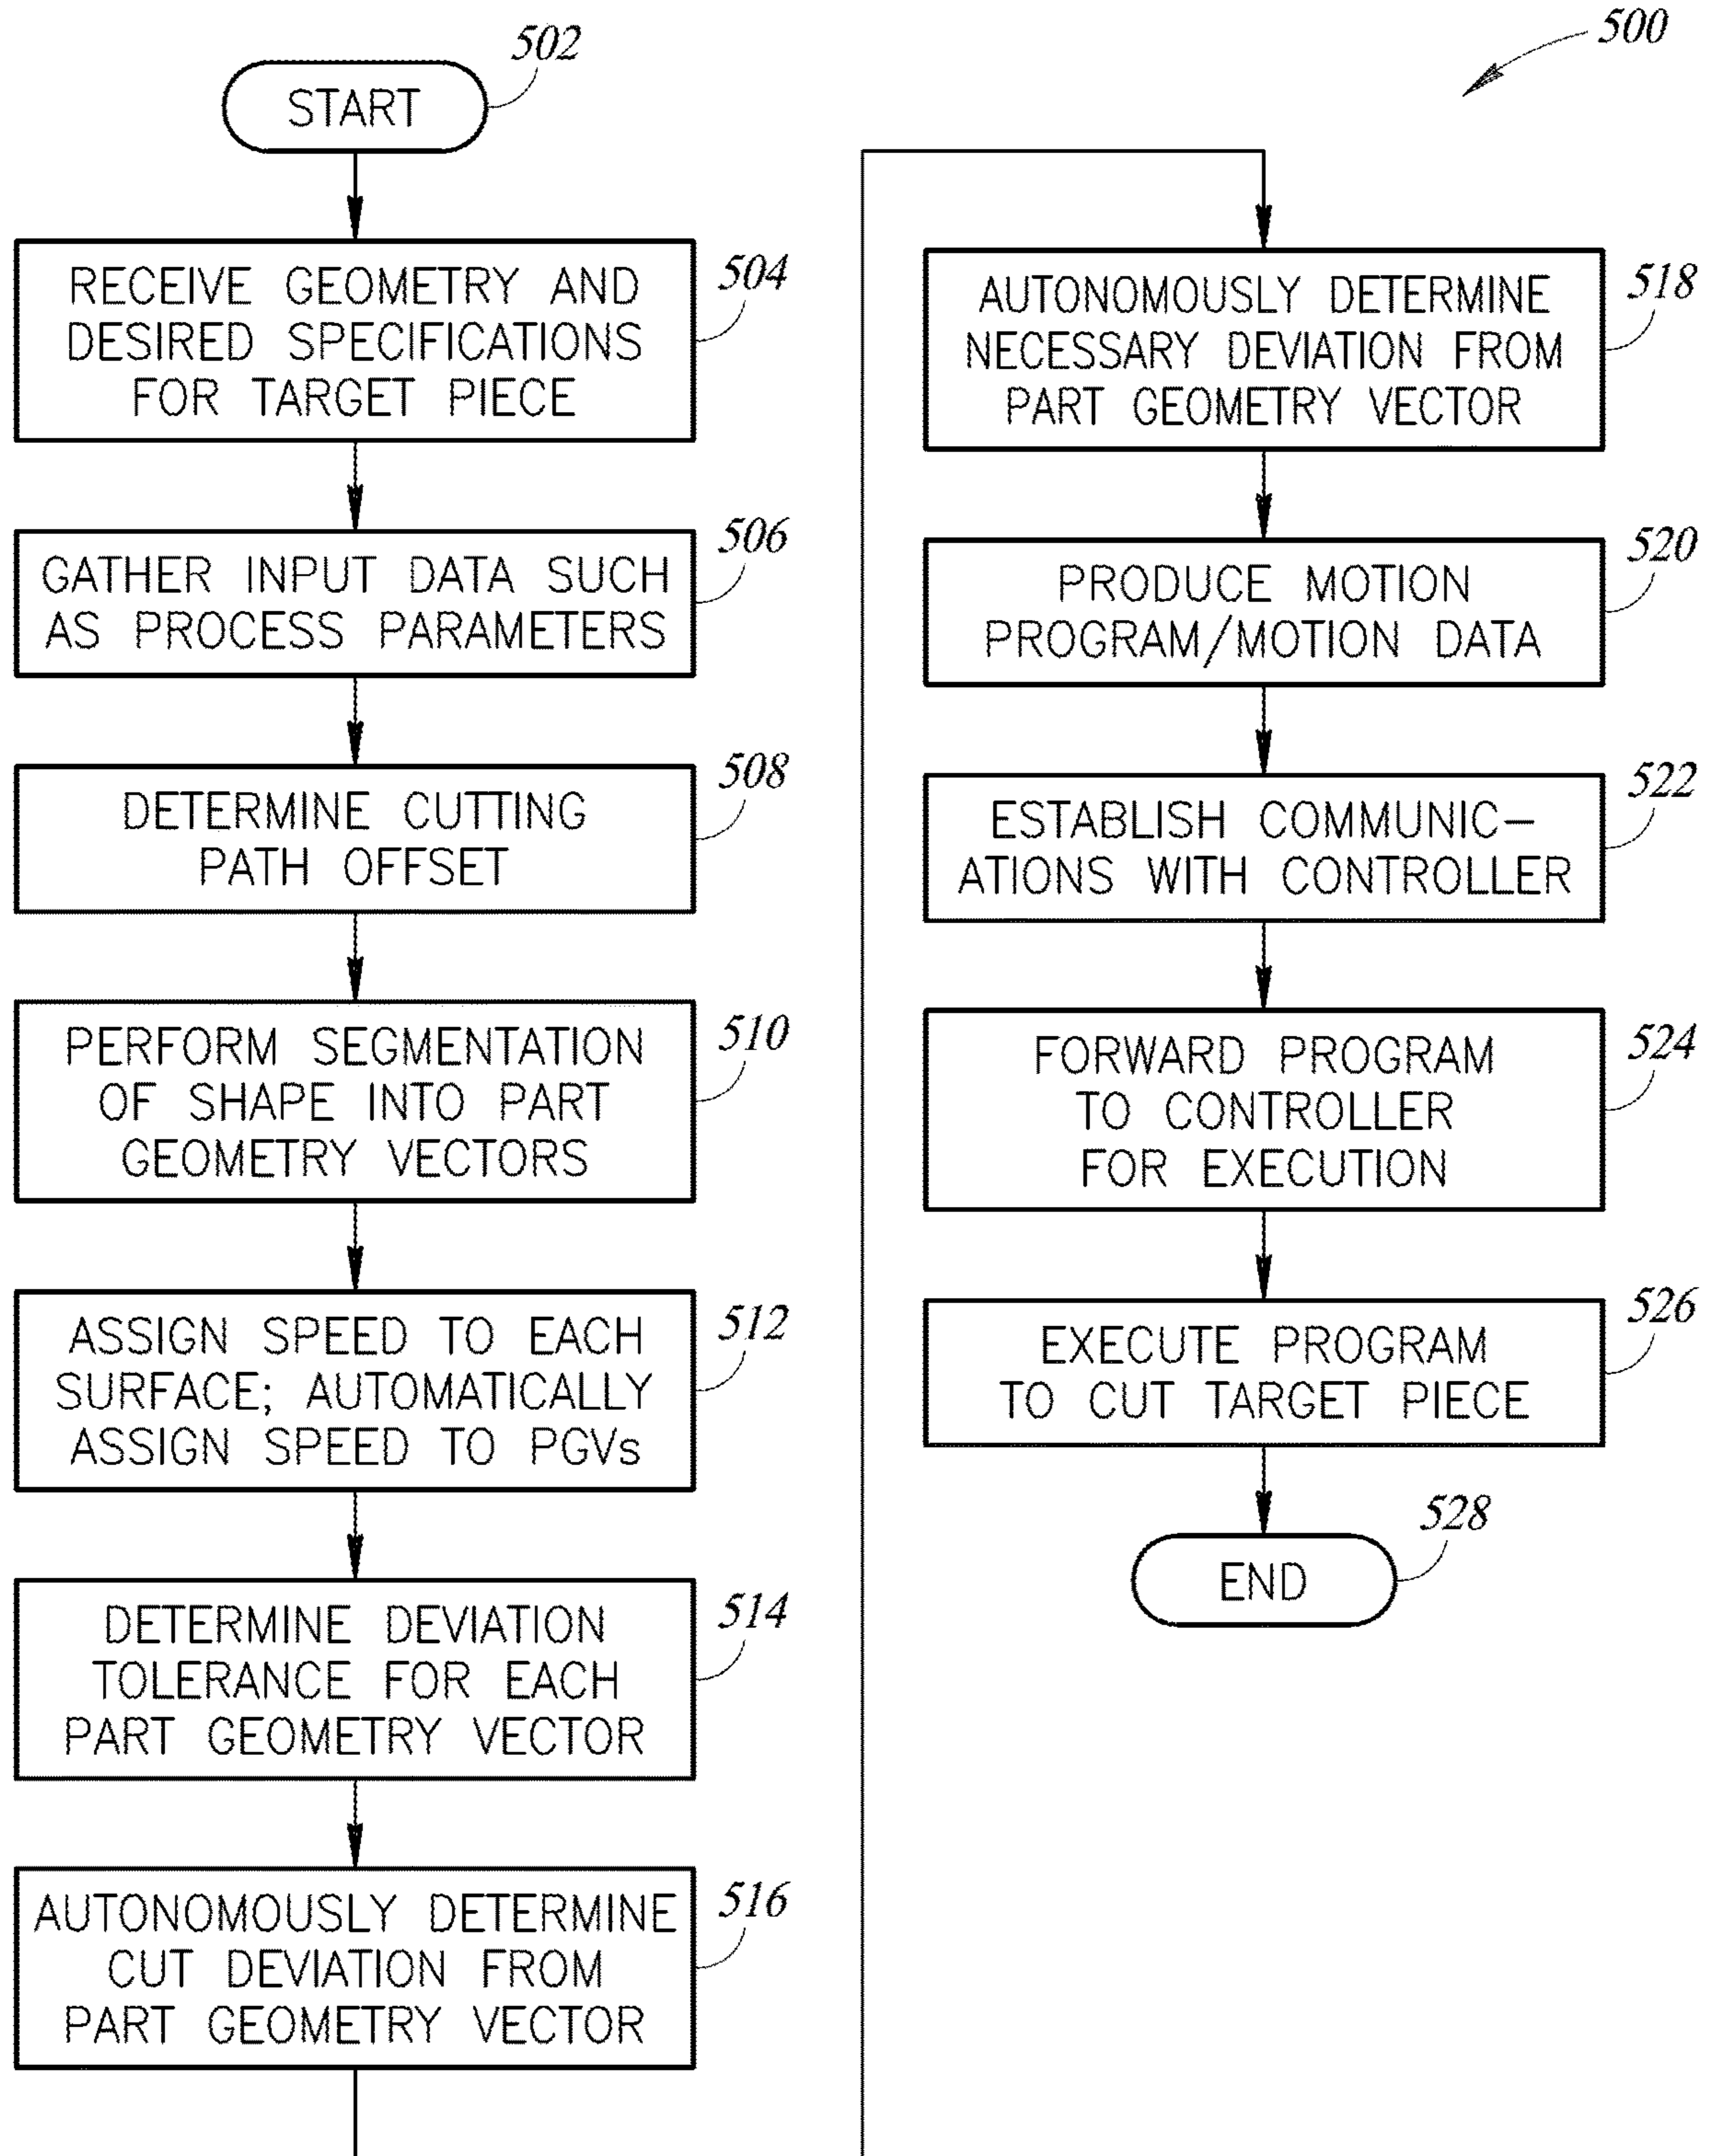 500
502
START
504
RECEIVE GEOMETRY AND
DESIRED SPECIFICATIONS
FOR TARGET PIECE
506
GATHER INPUT DATA SUCH
AS PROCESS PARAMETERS
508
DETERMINE CUTTING
PATH OFFSET
510
PERFORM SEGMENTATION
OF SHAPE INTO PART
GEOMETRY VECTORS
512
ASSIGN SPEED TO EACH
SURFACE; AUTOMATICALLY
ASSIGN SPEED TO PGVs
514
DETERMINE DEVIATION
TOLERANCE FOR EACH
PART GEOMETRY VECTOR
516
AUTONOMOUSLY DETERMINE
CUT DEVIATION FROM
PART GEOMETRY VECTOR
518
AUTONOMOUSLY DETERMINE
NECESSARY DEVIATION FROM
PART GEOMETRY VECTOR
520
PRODUCE MOTION
PROGRAM/MOTION DATA
522
ESTABLISH COMMUNIC–
ATIONS WITH CONTROLLER
524
FORWARD PROGRAM
TO CONTROLLER
FOR EXECUTION
526
EXECUTE PROGRAM
TO CUT TARGET PIECE
528
END